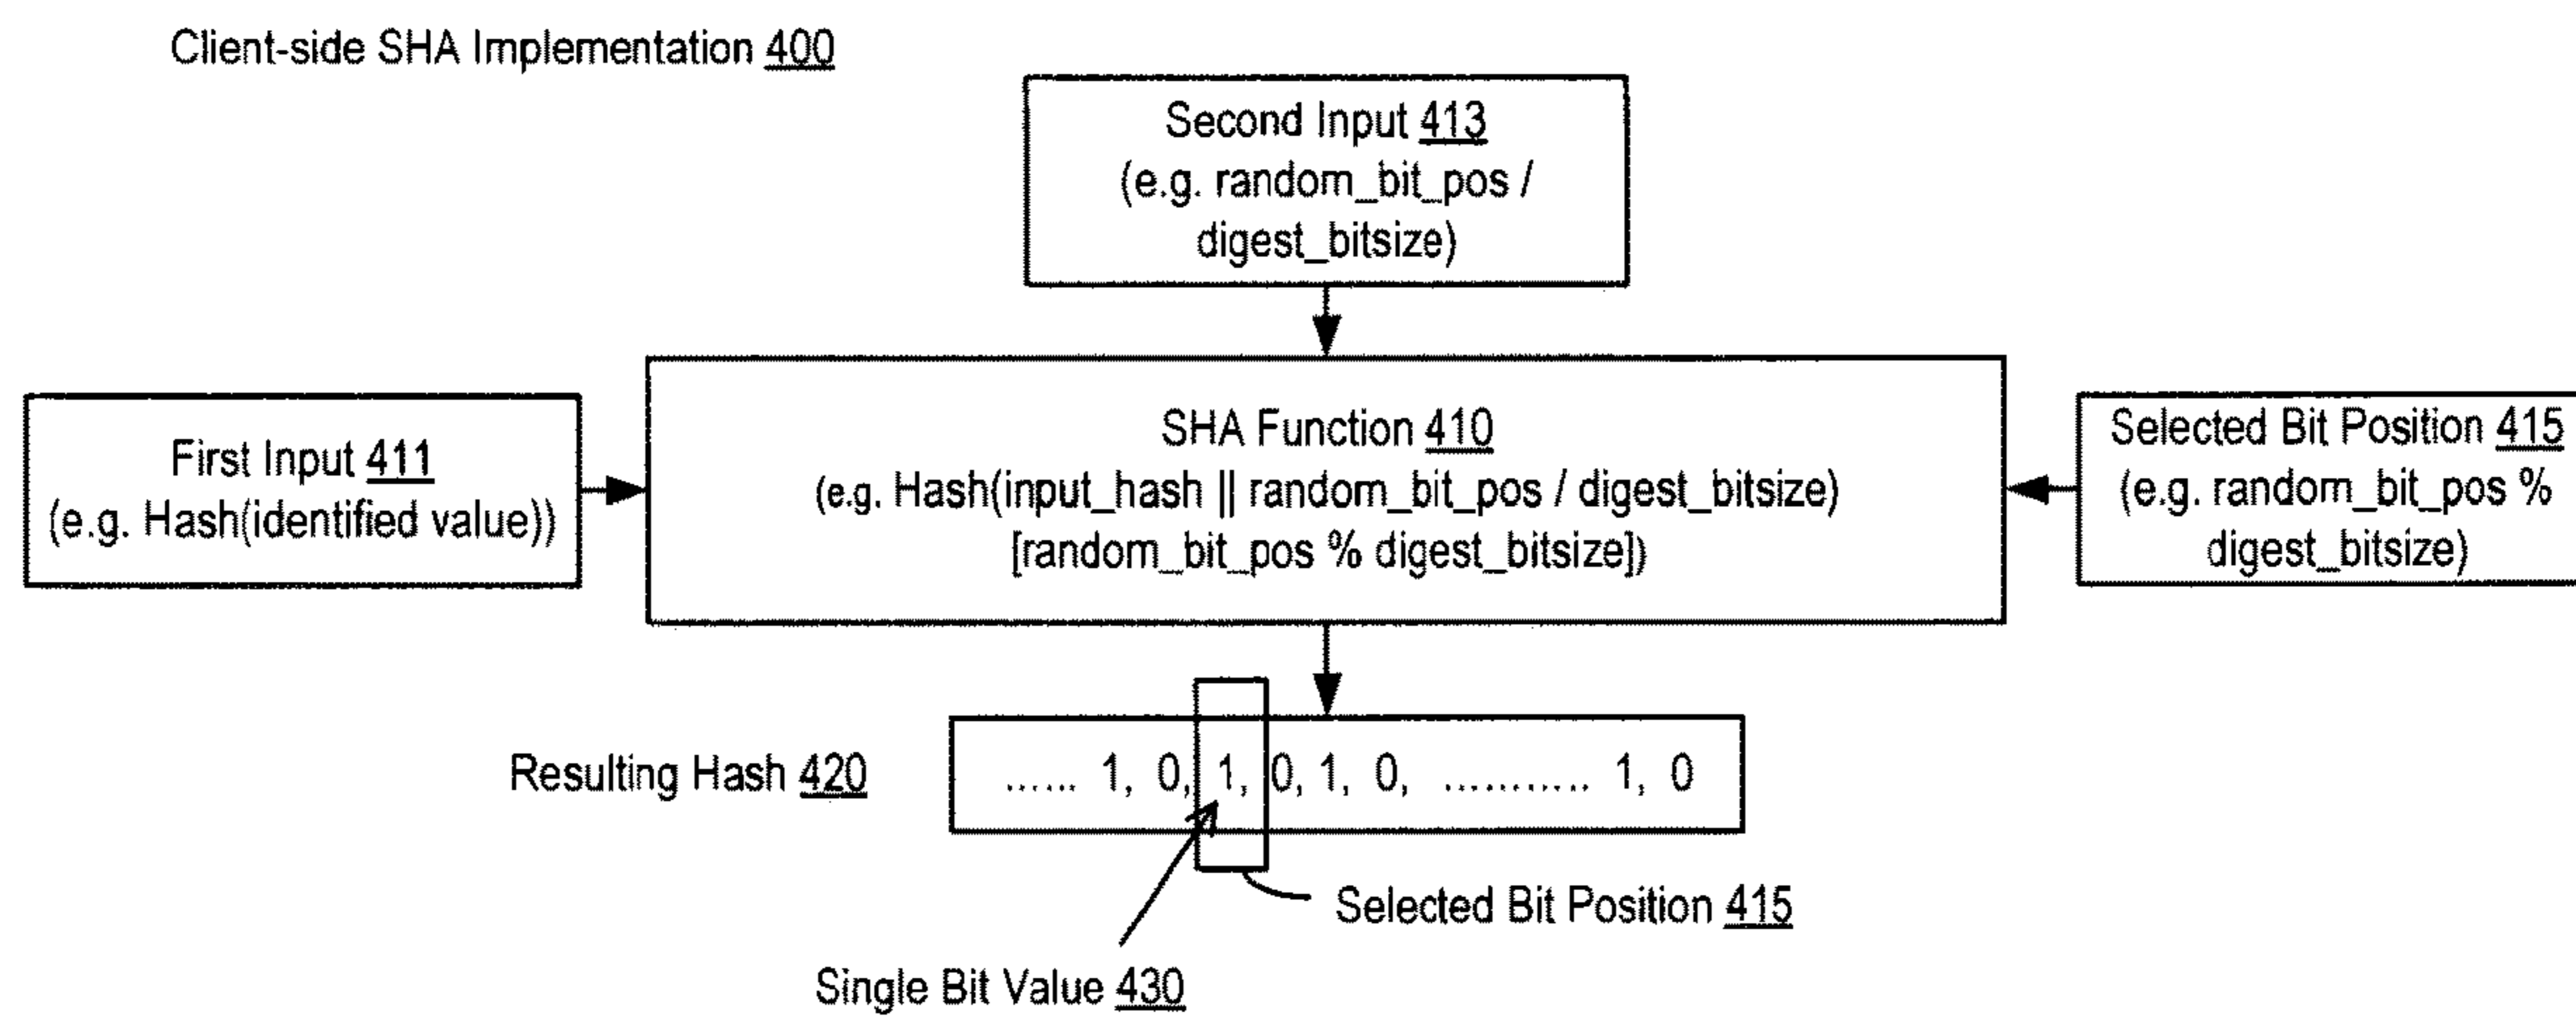 Client-side SHA Implementation 400
Second Input 413
(e.g. random_bit_pos /
digest_bitsize)
First Input 411
(e.g. Hash(identified value))
SHA Function 410
(e.g. Hash(input_hash || random_bit_pos / digest_bitsize)
[random_bit_pos % digest_bitsize])
Selected Bit Position 415
(e.g. random_bit_pos %
digest_bitsize)
Resulting Hash 420
...... 1, 0, 1, 0, 1, 0, ........... 1, 0
Selected Bit Position 415
Single Bit Value 430